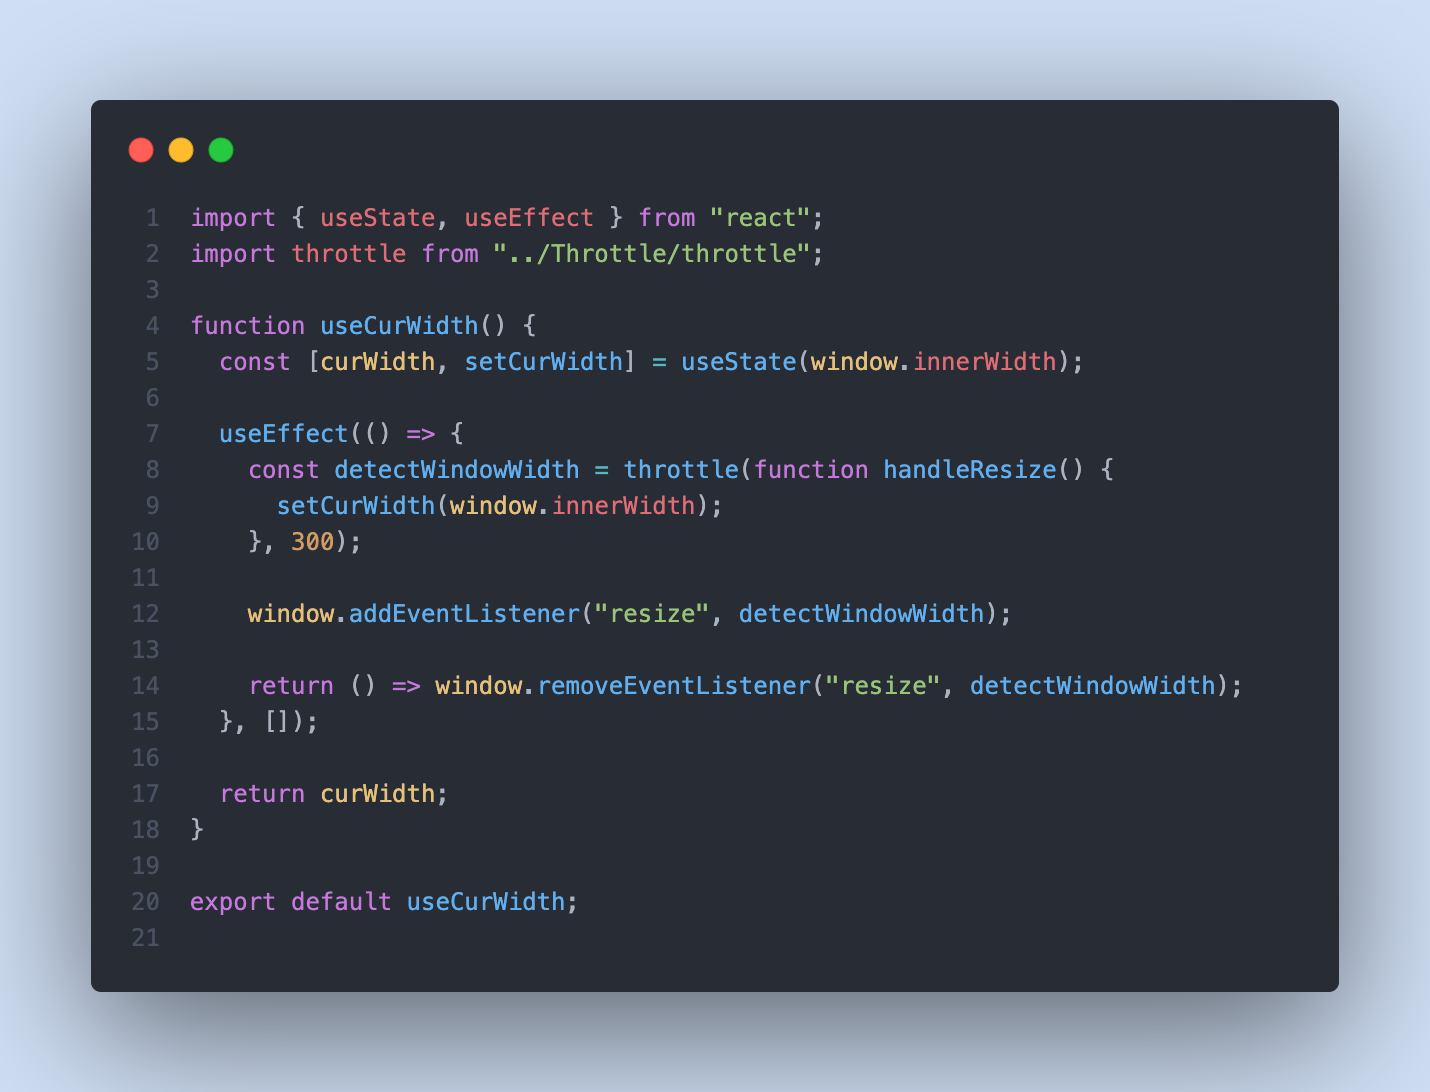 1 import { useState, useEffect } from "react";
2 import throttle from "../Throttle/throttle";
3
4 function useCurWidth() {
5   const [curWidth, setCurWidth] = useState(window.innerWidth);
6
7   useEffect(() => {
8     const detectWindowWidth = throttle(function handleResize() {
9       setCurWidth(window.innerWidth);
10     }, 300);
11
12     window.addEventListener("resize", detectWindowWidth);
13
14     return () => window.removeEventListener("resize", detectWindowWidth);
15   }, []);
16
17   return curWidth;
18 }
19
20 export default useCurWidth;
21